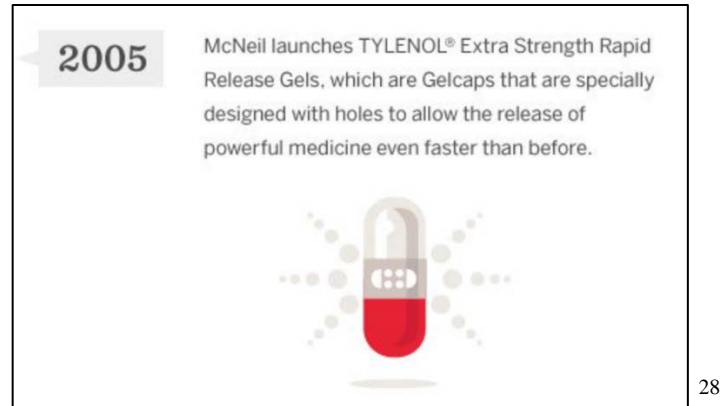 2005
McNeil launches TYLENOL® Extra Strength Rapid
Release Gels, which are Gelcaps that are specially
designed with holes to allow the release of
powerful medicine even faster than before.
28